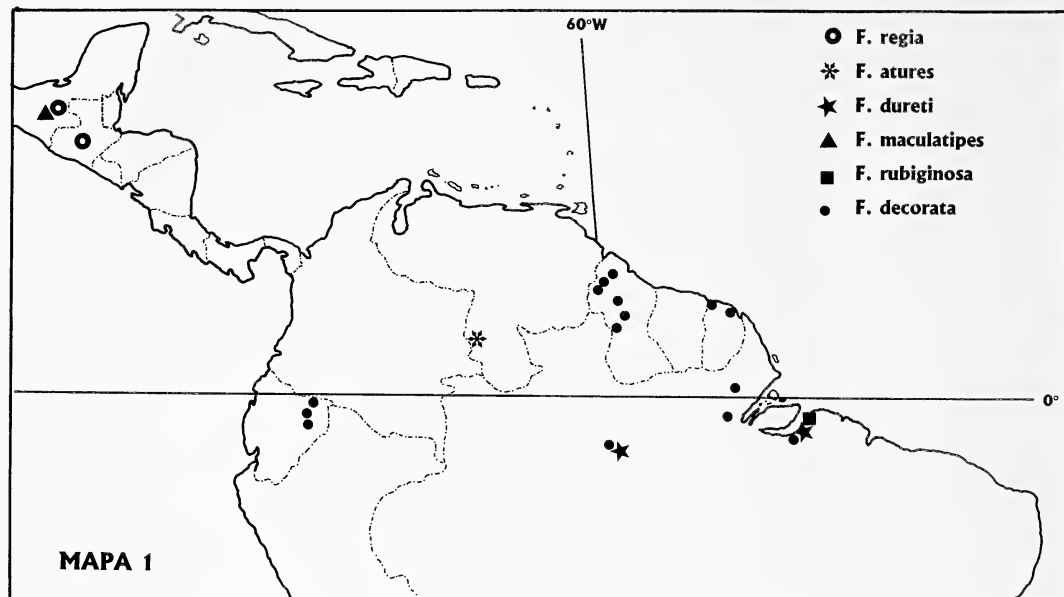 60°W
F. regia
F. atures
F. dureti
F. maculatipes
F. rubiginosa
F. decorata
0°
MAPA 1